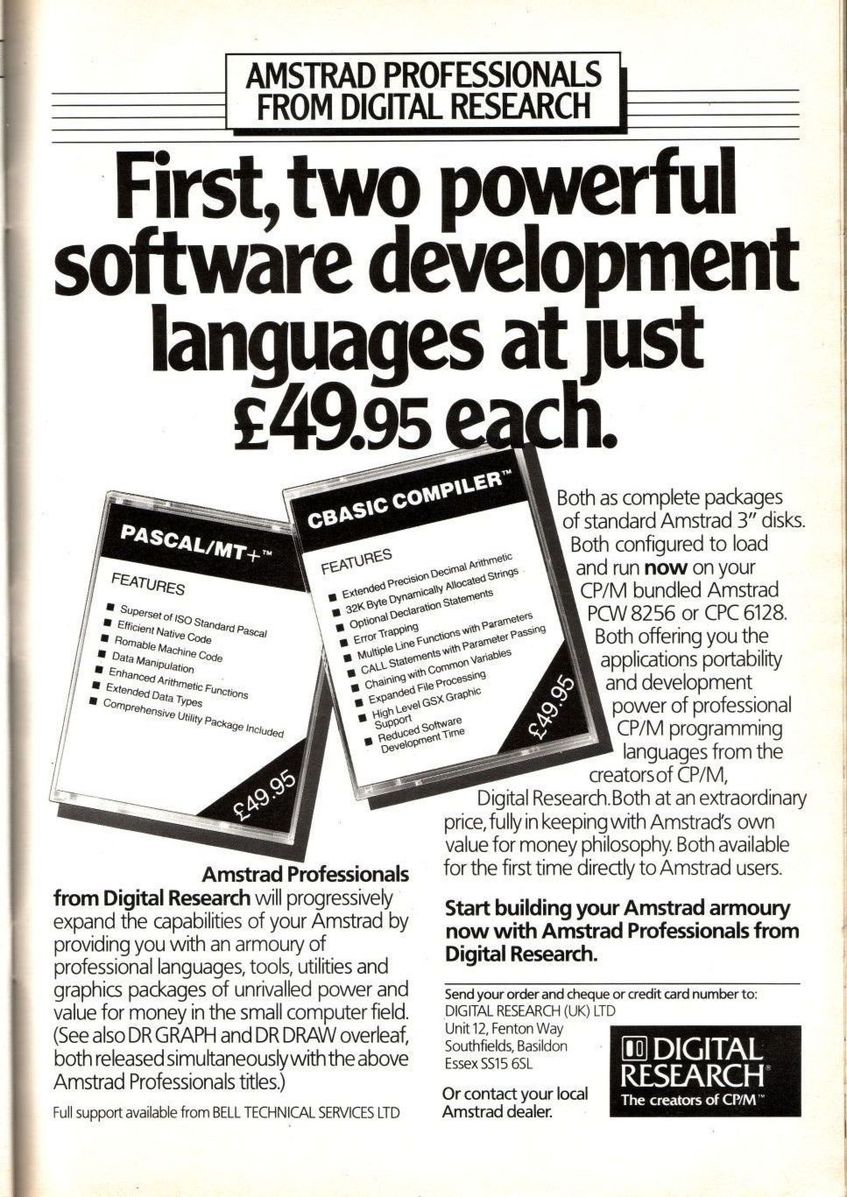 AMSTRAD PROFESSIONALS
FROM DIGITAL RESEARCH
First, two powerful
software development
languages at just
£49.95 each.
PASCAL/MT+™
FEATURES
■ Superset of ISO Standard Pascal
■ Efficient Native Code
■ Romable Machine Code
■ Data Manipulation
■ Enhanced Arithmetic Functions
■ Extended Data Types
■ Comprehensive Utility Package Included
£49.95
CBASIC COMPILER™
FEATURES
■ Extended Precision Decimal Arithmetic
■ 32K Byte Dynamically Allocated Strings
■ Optional Declaration Statements
■ Error Trapping
■ Multiple Line Functions with Parameters
■ CALL Statements with Parameter Passing
■ Chaining with Common Variables
■ Expanded File Processing
■ High Level GSX Graphic
Support
■ Reduced Software
Development Time
£49.95
Both as complete packages
of standard Amstrad 3" disks.
Both configured to load
and run now on your
CP/M bundled Amstrad
PCW 8256 or CPC 6128.
Both offering you the
applications portability
and development
power of professional
CP/M programming
languages from the
creators of CP/M,
Digital Research. Both at an extraordinary
price, fully in keeping with Amstrad's own
value for money philosophy. Both available
for the first time directly to Amstrad users.
Amstrad Professionals
from Digital Research will progressively
expand the capabilities of your Amstrad by
providing you with an armoury of
professional languages, tools, utilities and
graphics packages of unrivalled power and
value for money in the small computer field.
(See also DR GRAPH and DR DRAW overleaf,
both released simultaneously with the above
Amstrad Professionals titles.)
Full support available from BELL TECHNICAL SERVICES LTD
Start building your Amstrad armoury
now with Amstrad Professionals from
Digital Research.
Send your order and cheque or credit card number to:
DIGITAL RESEARCH (UK) LTD
Unit 12, Fenton Way
Southfields, Basildon
Essex SS15 6SL
Or contact your local
Amstrad dealer.
DIGITAL
RESEARCH®
The creators of CP/M™